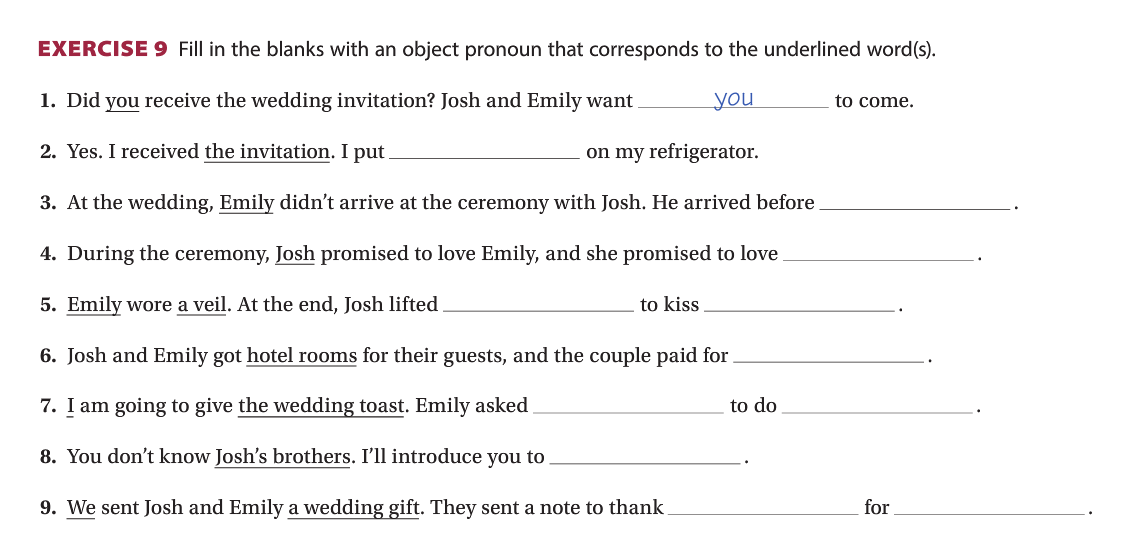 EXERCISE 9 Fill in the blanks with an object pronoun that corresponds to the underlined word(s).
1. Did you receive the wedding invitation? Josh and Emily want ___you___ to come.
2. Yes. I received the invitation. I put ______ on my refrigerator.
3. At the wedding, Emily didn’t arrive at the ceremony with Josh. He arrived before ______.
4. During the ceremony, Josh promised to love Emily, and she promised to love ______.
5. Emily wore a veil. At the end, Josh lifted ______ to kiss ______.
6. Josh and Emily got hotel rooms for their guests, and the couple paid for ______.
7. I am going to give the wedding toast. Emily asked ______ to do ______.
8. You don’t know Josh’s brothers. I’ll introduce you to ______.
9. We sent Josh and Emily a wedding gift. They sent a note to thank ______ for ______.